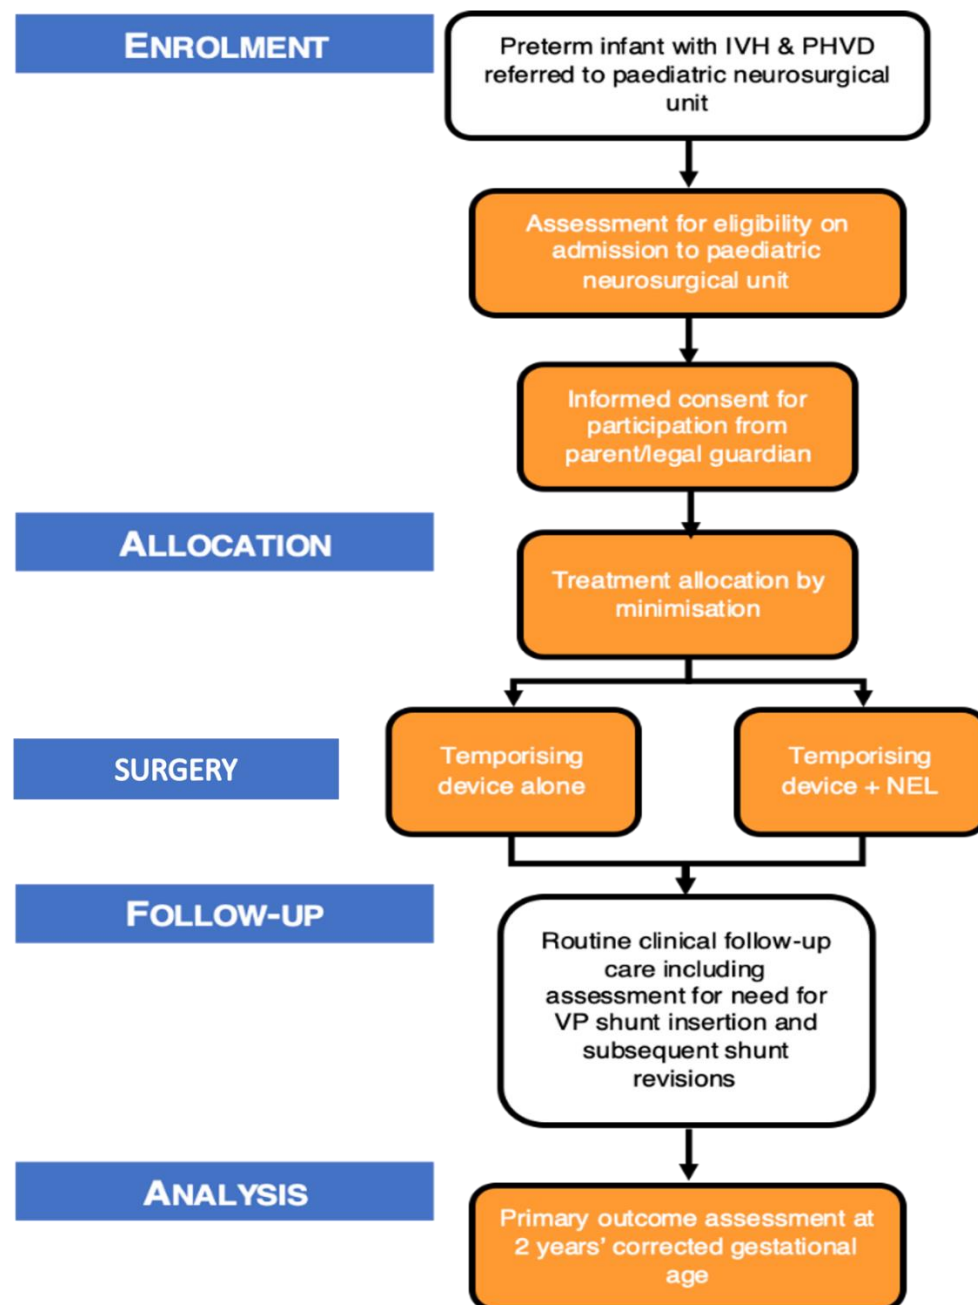 ENROLMENT
Preterm infant with IVH & PHVD
referred to paediatric neurosurgical
unit
Assessment for eligibility on
admission to paediatric
neurosurgical unit
Informed consent for
participation from
parent/legal guardian
ALLOCATION
Treatment allocation by
minimisation
SURGERY
Temporising
device alone
Temporising
device + NEL
FOLLOW-UP
Routine clinical follow-up
care including
assessment for need for
VP shunt insertion and
subsequent shunt
revisions
ANALYSIS
Primary outcome assessment at
2 years’ corrected gestational
age